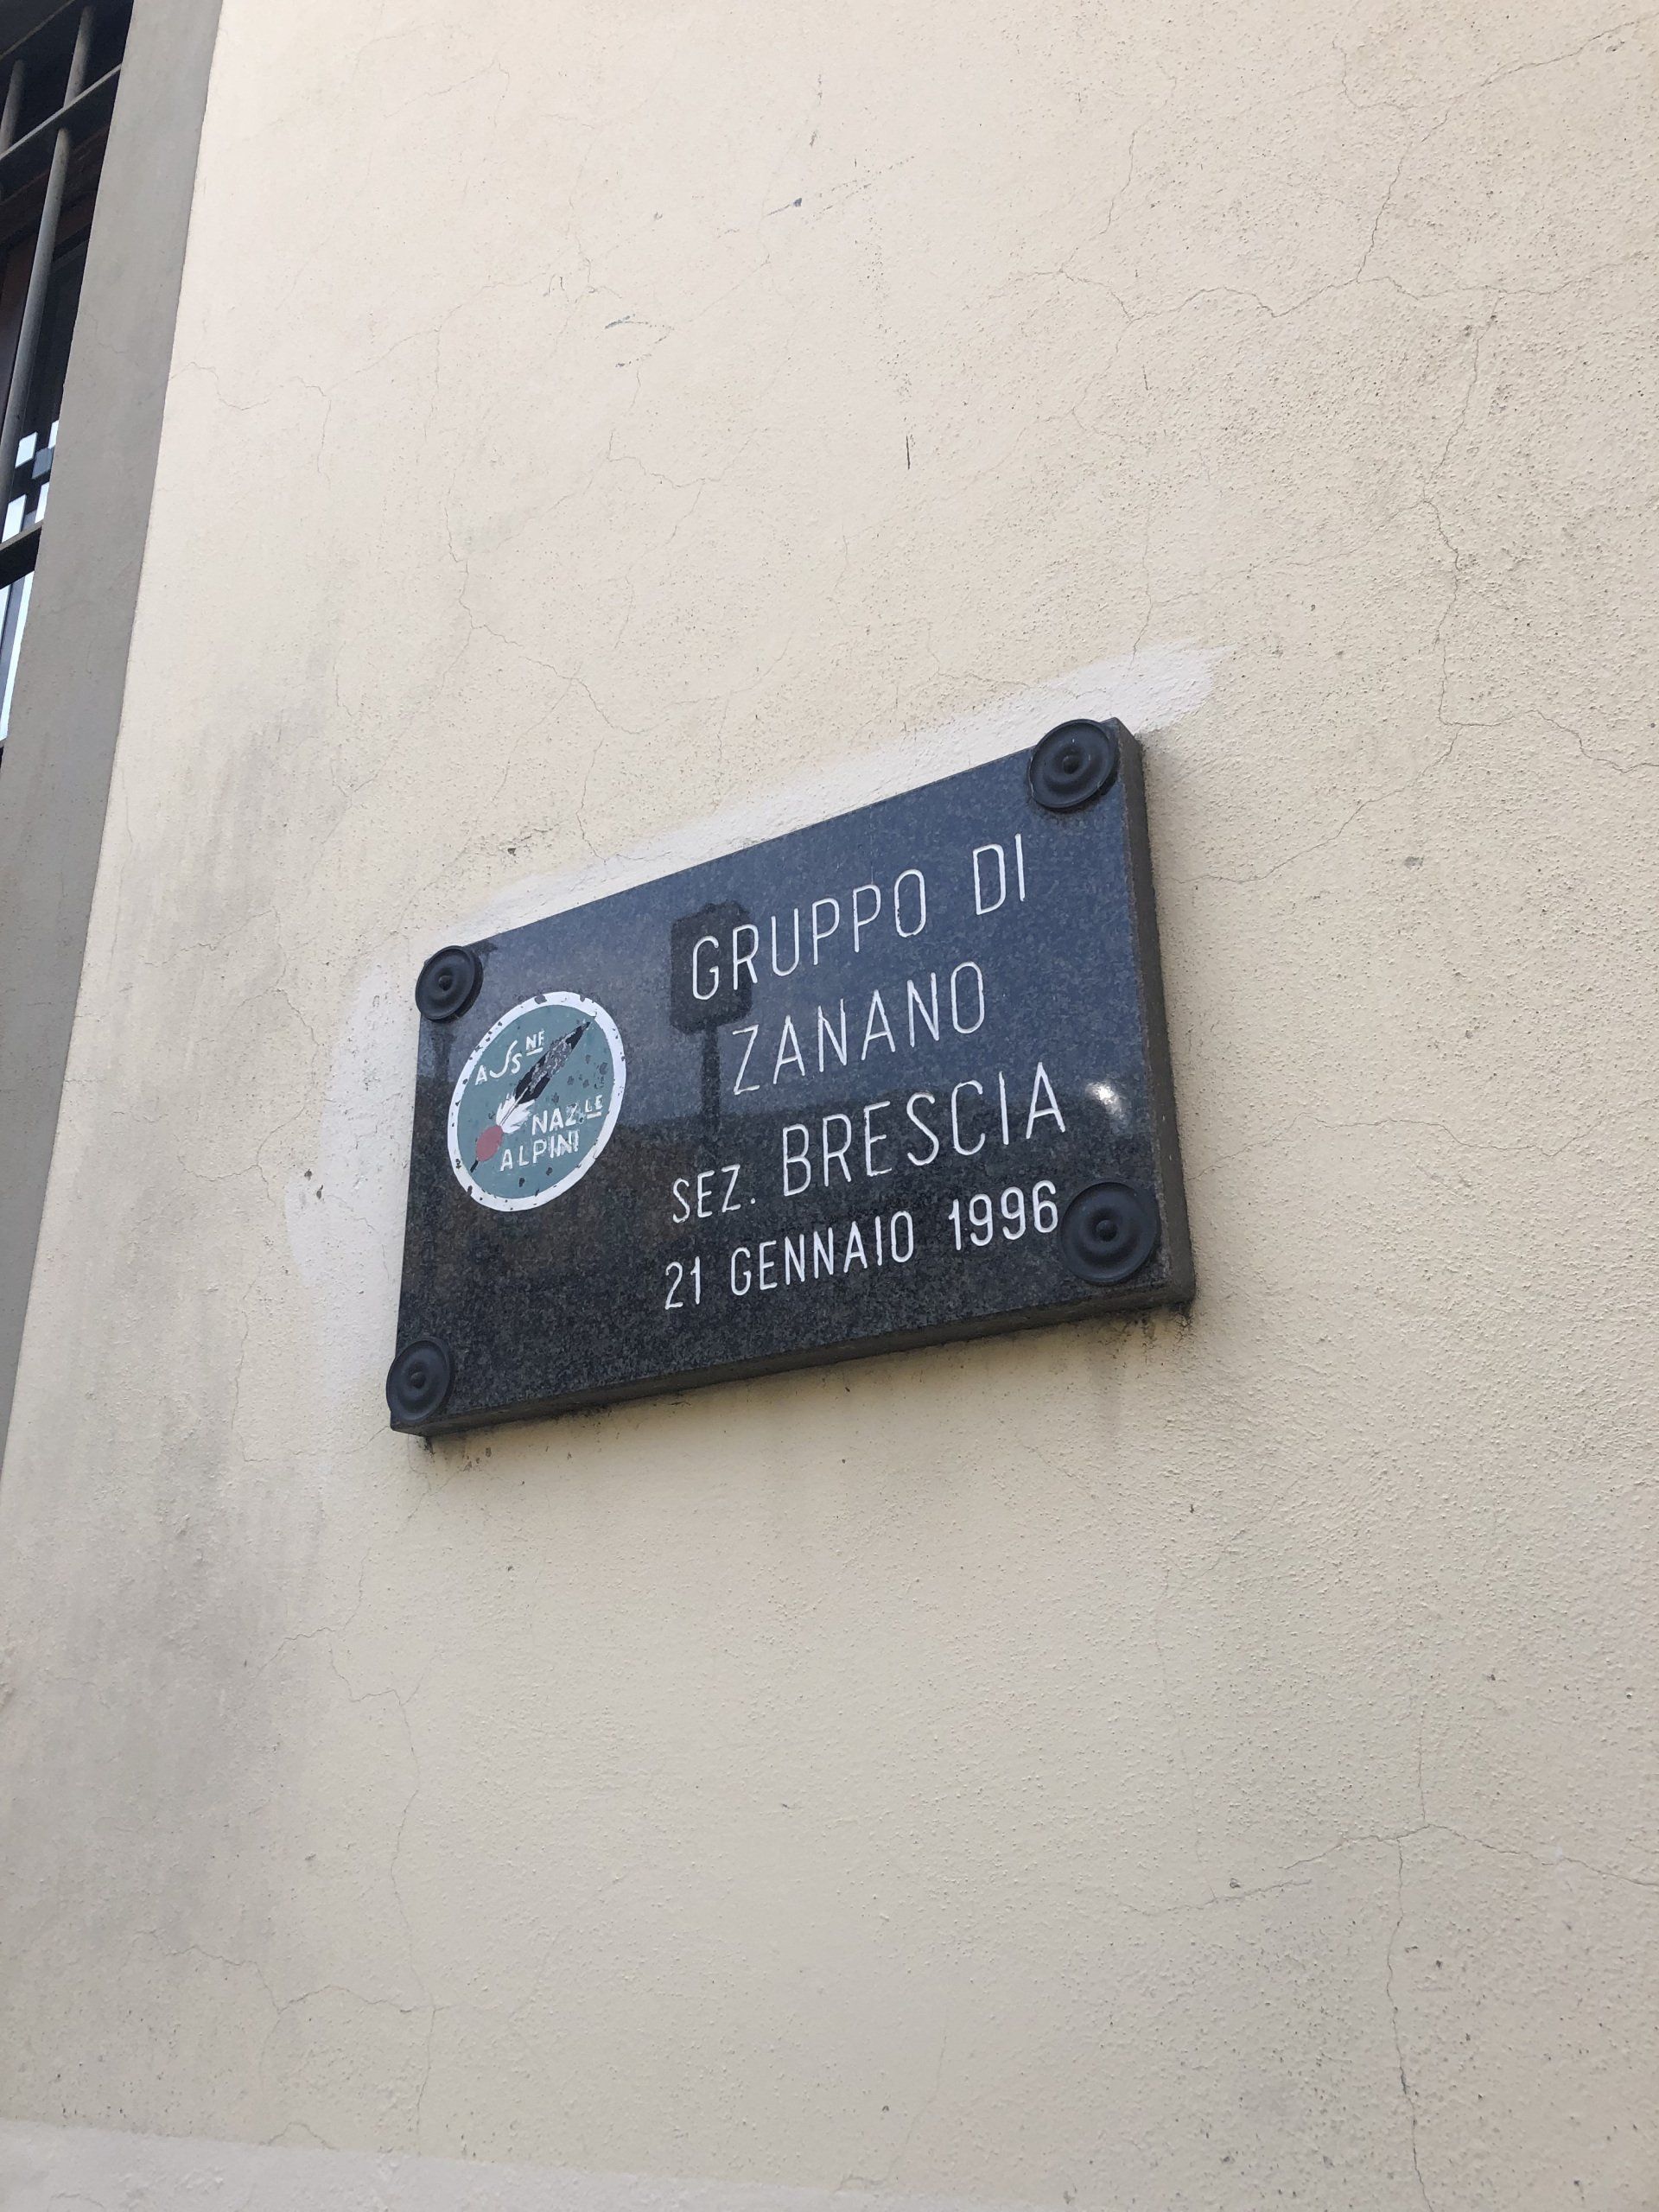 ASS NE
NAZ.LE
ALPINI
GRUPPO DI
ZANANO
SEZ. BRESCIA
21 GENNAIO 1996